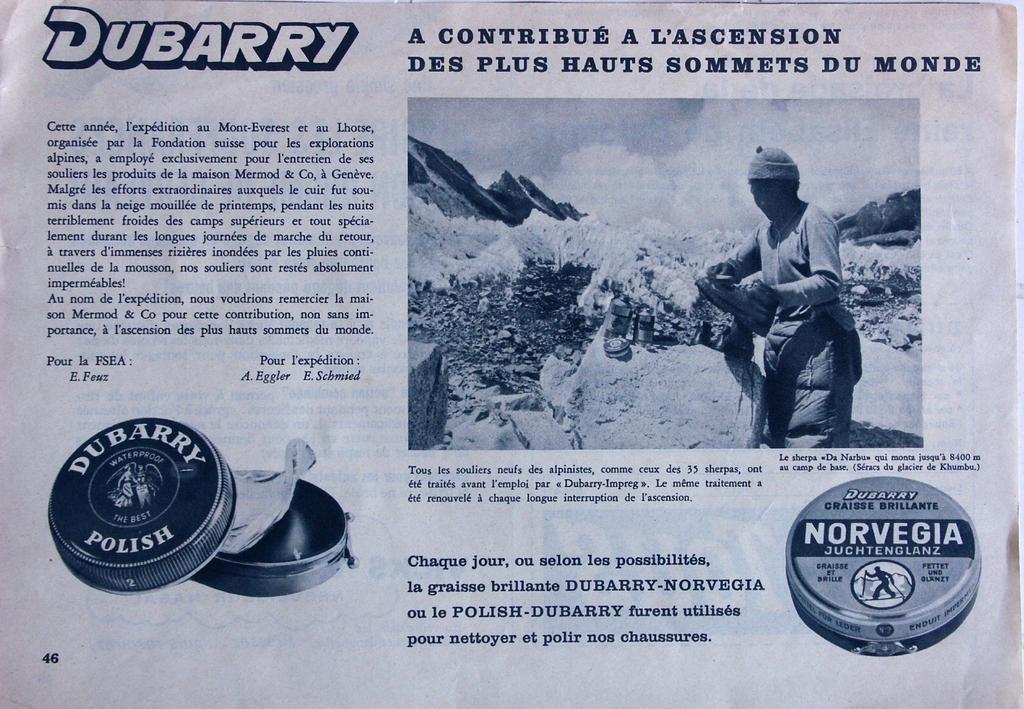 DUBARRY
A CONTRIBUÉ A L'ASCENSION
DES PLUS HAUTS SOMMETS DU MONDE
Cette année, l'expédition au Mont-Everest et au Lhotse,
organisée par la Fondation suisse pour les explorations
alpines, a employé exclusivement pour l'entretien de ses
souliers les produits de la maison Mermod & Co, à Genève.
Malgré les efforts extraordinaires auxquels le cuir fut sou-
mis dans la neige mouillée de printemps, pendant les nuits
terriblement froides des camps supérieurs et tout spécia-
lement durant les longues journées de marche du retour,
à travers d'immenses rizières inondées par les pluies conti-
nuelles de la mousson, nos souliers sont restés absolument
imperméables!
Au nom de l'expédition, nous voudrions remercier la mai-
son Mermod & Co pour cette contribution, non sans im-
portance, à l'ascension des plus hauts sommets du monde.
Pour la FSEA :
E. Feuz
Pour l'expédition :
A. Eggler E. Schmied
Le sherpa «Da Narbu» qui monta jusqu'à 8400 m
au camp de base. (Séracs du glacier de Khumbu.)
Tous les souliers neufs des alpinistes, comme ceux des 35 sherpas, ont
été traités avant l'emploi par « Dubarry-Impreg ». Le même traitement a
été renouvelé à chaque longue interruption de l'ascension.
DUBARRY
WATERPROOF
THE BEST
POLISH
2
Chaque jour, ou selon les possibilités,
la graisse brillante DUBARRY-NORVEGIA
ou le POLISH-DUBARRY furent utilisés
pour nettoyer et polir nos chaussures.
DUBARRY
GRAISSE BRILLANTE
NORVEGIA
JUCHTENGLANZ
GRAISSE
ET
BRILLE
FETTET
UND
GLÄNZT
FÜR LEDER
ENDUIT
46